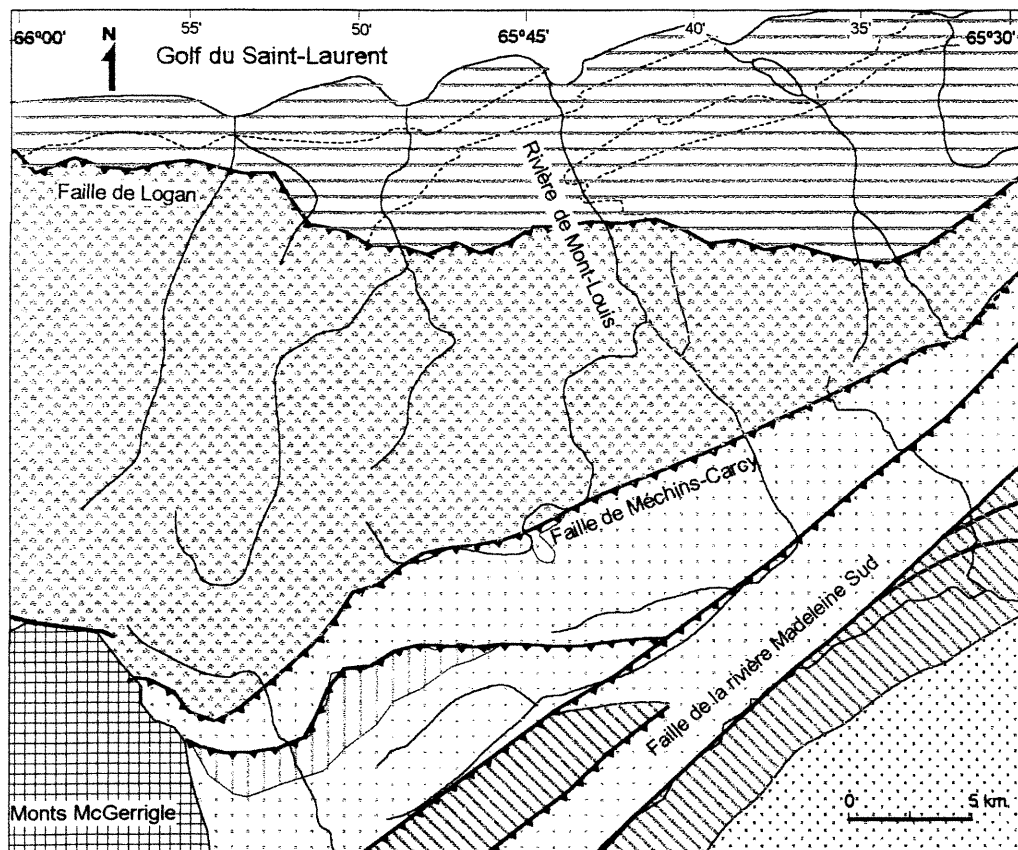 66°00' 55' 50' 65°45' 40' 35' 65°30'
N
Golf du Saint-Laurent
Rivière de Mont-Louis
Faille de Logan
Faille de Méchins-Carcy
Faille de la rivière Madeleine Sud
Monts McGerrigle
0 5 km.